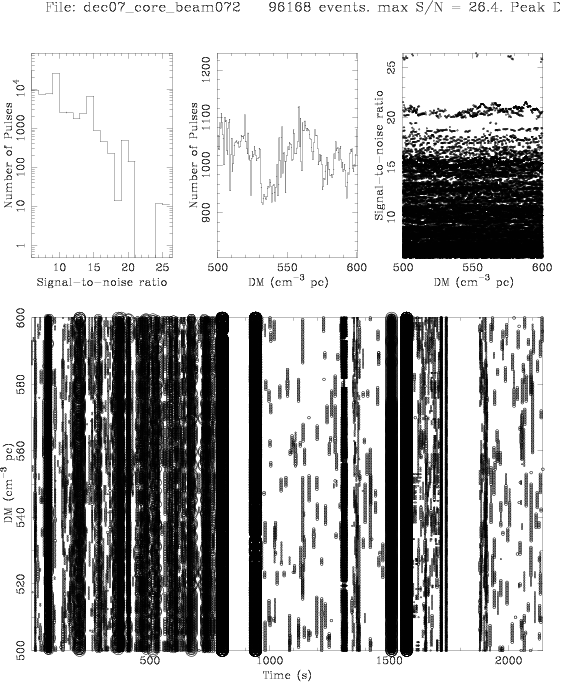 File: dec07_core_beam072 96168 events. max S/N = 26.4. Peak D
Number of Pulses
10⁴
1000
100
10
1
10 15 20 25
Signal−to−noise ratio
Number of Pulses
1200
1100
1000
900
500 550 600
DM (cm⁻³ pc)
Signal−to−noise ratio
25
20
15
10
500 550 600
DM (cm⁻³ pc)
DM (cm⁻³ pc)
600
580
560
540
520
500
500 1000 1500 2000
Time (s)